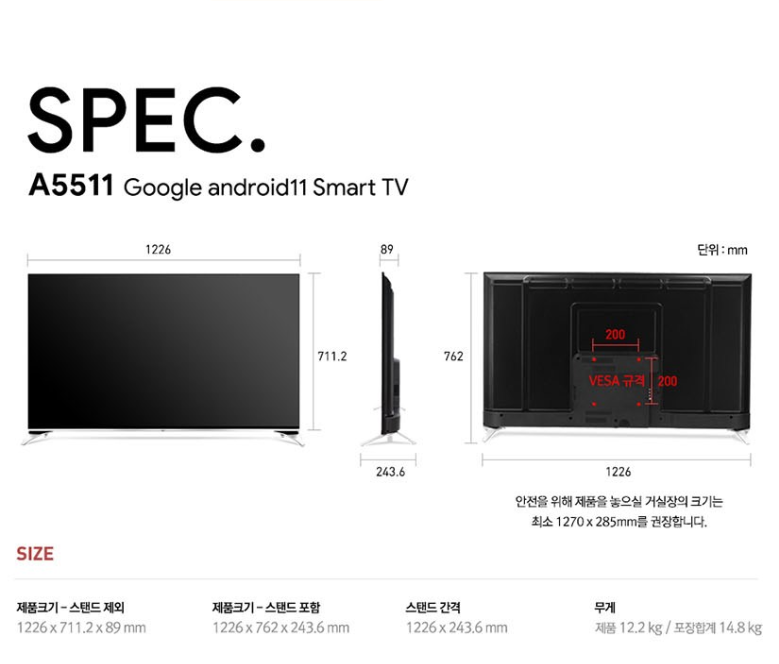 SPEC.
A5511 Google android11 Smart TV
단위 : mm
1226
89
711.2
762
200
VESA 규격
200
243.6
1226
안전을 위해 제품을 놓으실 거실장의 크기는
최소 1270 x 285mm를 권장합니다.
SIZE
제품크기 – 스탠드 제외
1226 x 711.2 x 89 mm
제품크기 – 스탠드 포함
1226 x 762 x 243.6 mm
스탠드 간격
1226 x 243.6 mm
무게
제품 12.2 kg / 포장합계 14.8 kg